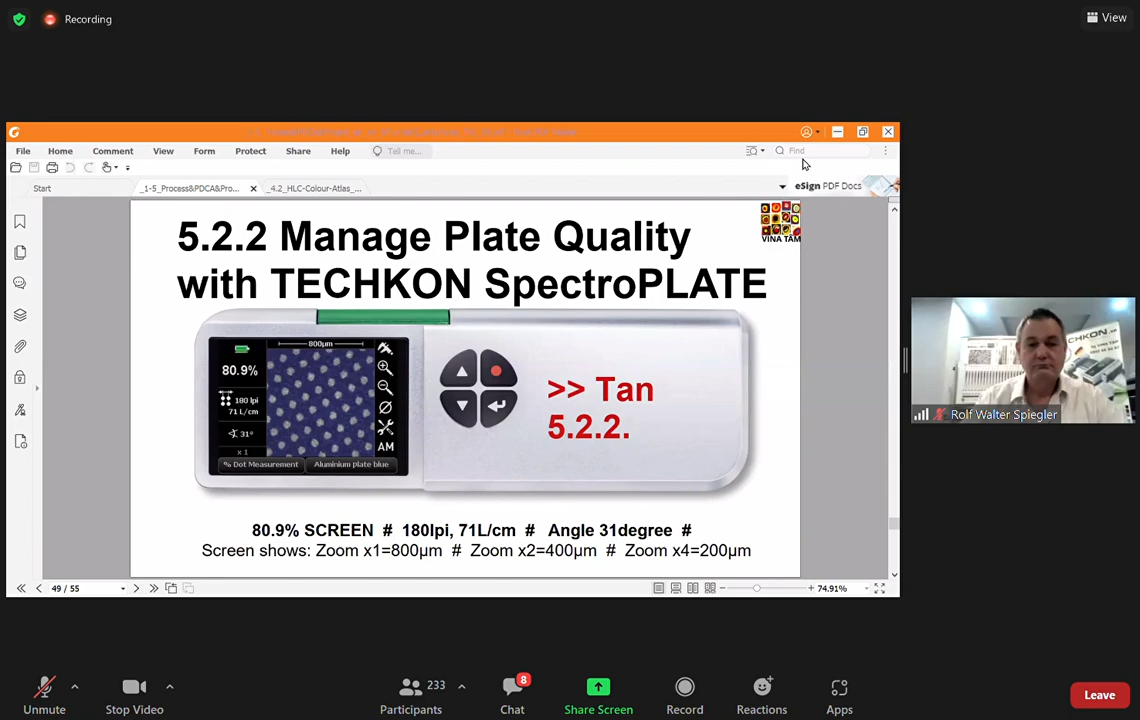 Recording
View
File Home Comment View Form Protect Share Help Tell me... Find
Start _1-5_Process&PDCA&Pro... _4.2_HLC-Colour-Atlas_... eSign PDF Docs
5.2.2 Manage Plate Quality
with TECHKON SpectroPLATE
VINA TAM
800µm
80.9%
180 lpi
71 L/cm
31°
x 1
AM
% Dot Measurement Aluminium plate blue
>> Tan
5.2.2.
80.9% SCREEN # 180lpi, 71L/cm # Angle 31degree #
Screen shows: Zoom x1=800µm # Zoom x2=400µm # Zoom x4=200µm
49 / 55 74.91%
Rolf Walter Spiegler
Unmute Stop Video Participants 233 Chat 8 Share Screen Record Reactions Apps Leave